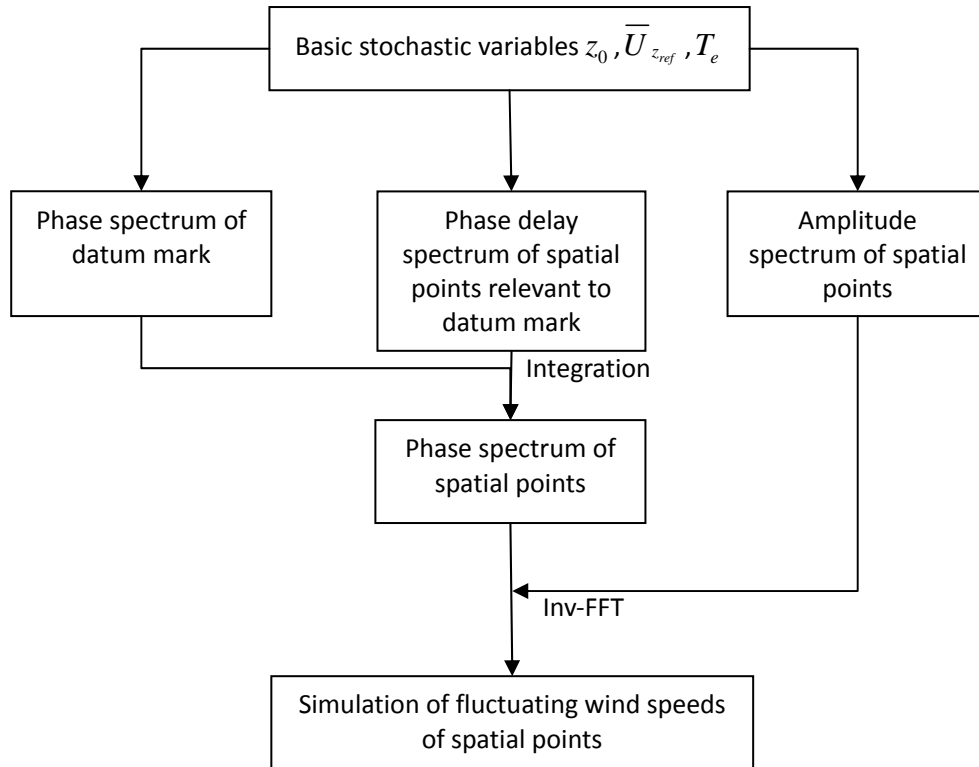 Basic stochastic variables z₀ , U̅ z_ref , Tₑ
Phase spectrum of
datum mark
Phase delay
spectrum of spatial
points relevant to
datum mark
Amplitude
spectrum of spatial
points
Integration
Phase spectrum of
spatial points
Inv-FFT
Simulation of fluctuating wind speeds
of spatial points